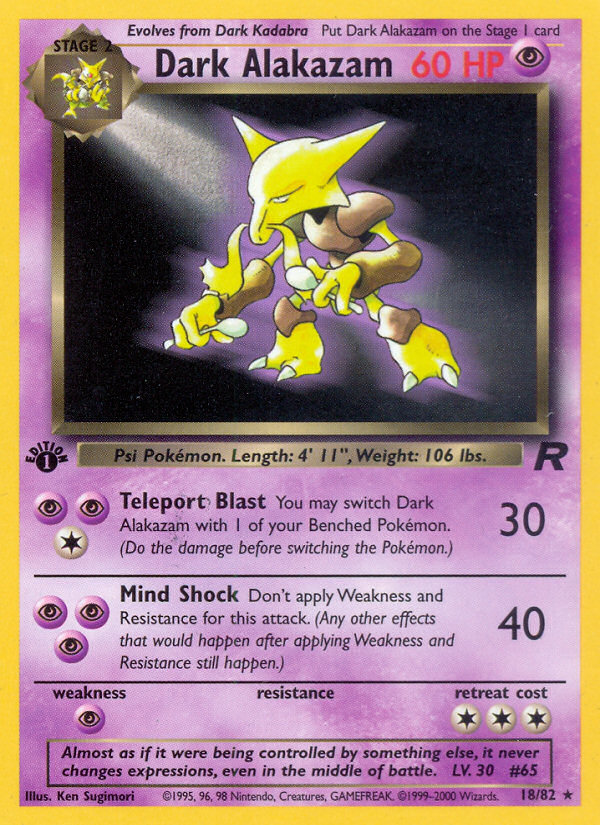 Evolves from Dark Kadabra Put Dark Alakazam on the Stage 1 card
STAGE 2
Dark Alakazam 60 HP
EDITION
1
Psi Pokémon. Length: 4' 11", Weight: 106 lbs.
R
Teleport Blast You may switch Dark
Alakazam with 1 of your Benched Pokémon.
(Do the damage before switching the Pokémon.)
30
Mind Shock Don't apply Weakness and
Resistance for this attack. (Any other effects
that would happen after applying Weakness and
Resistance still happen.)
40
weakness resistance retreat cost
Almost as if it were being controlled by something else, it never
changes expressions, even in the middle of battle. LV. 30 #65
Illus. Ken Sugimori ©1995, 96, 98 Nintendo, Creatures, GAMEFREAK. ©1999-2000 Wizards. 18/82 ★